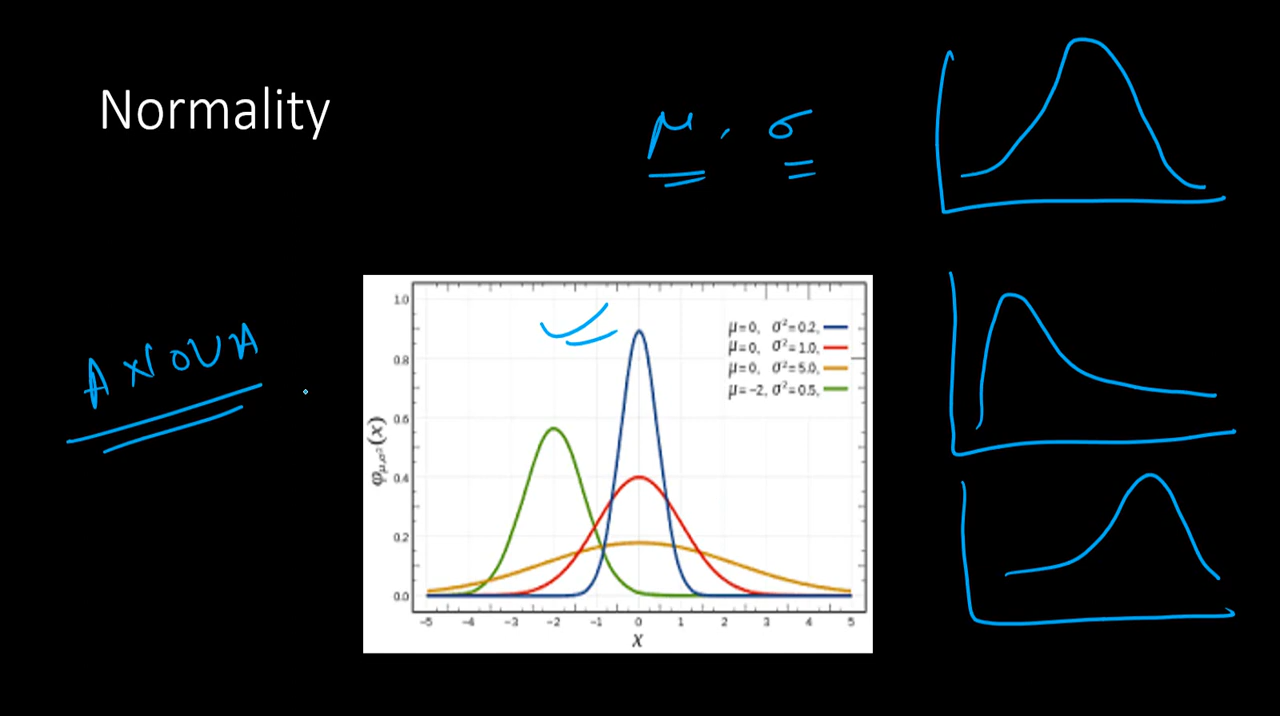 Normality
μ, σ
ANOVA
1.0
0.8
0.6
0.4
0.2
0.0
φμ,σ²(x)
μ=0, σ²=0.2,
μ=0, σ²=1.0,
μ=0, σ²=5.0,
μ=−2, σ²=0.5,
−5 −4 −3 −2 −1 0 1 2 3 4 5
x